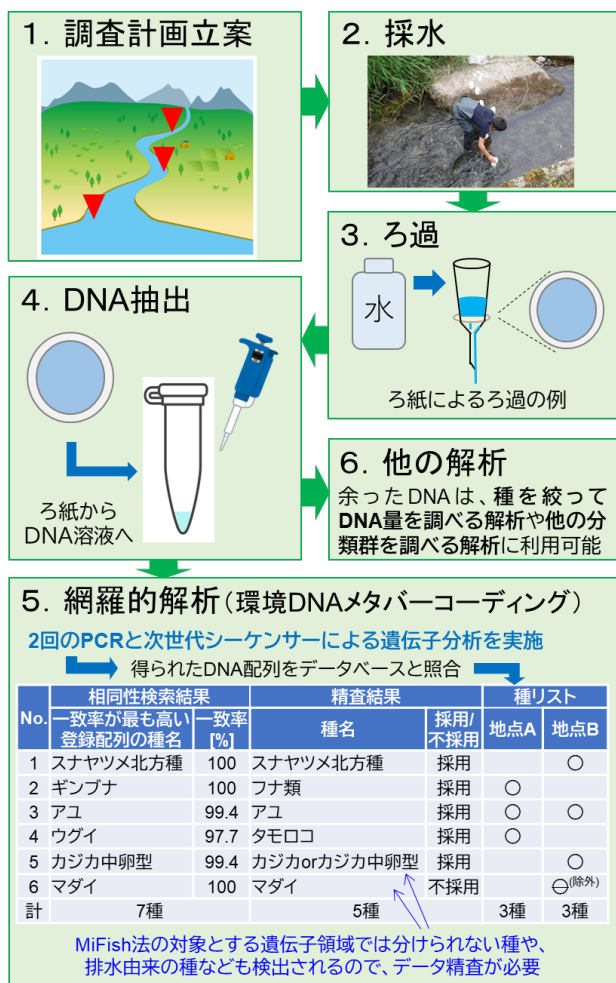 1. 調査計画立案
2. 採水
3. ろ過
水
ろ紙によるろ過の例
4. DNA抽出
ろ紙から
DNA溶液へ
6. 他の解析
余ったDNAは、種を絞って
DNA量を調べる解析や他の分
類群を調べる解析に利用可能
5. 網羅的解析(環境DNAメタバーコーディング)
2回のPCRと次世代シーケンサーによる遺伝子分析を実施
得られたDNA配列をデータベースと照合
No. 相同性検索結果 精査結果 種リスト
一致率が最も高い登録配列の種名 一致率[%] 種名 採用/不採用 地点A 地点B
1 スナヤツメ北方種 100 スナヤツメ北方種 採用 ○
2 ギンブナ 100 フナ類 採用 ○
3 アユ 99.4 アユ 採用 ○ ○
4 ウグイ 97.7 タモロコ 採用 ○
5 カジカ中卵型 99.4 カジカorカジカ中卵型 採用 ○
6 マダイ 100 マダイ 不採用 ○(除外)
計 7種 5種 3種 3種
MiFish法の対象とする遺伝子領域では分けられない種や、
排水由来の種なども検出されるので、データ精査が必要